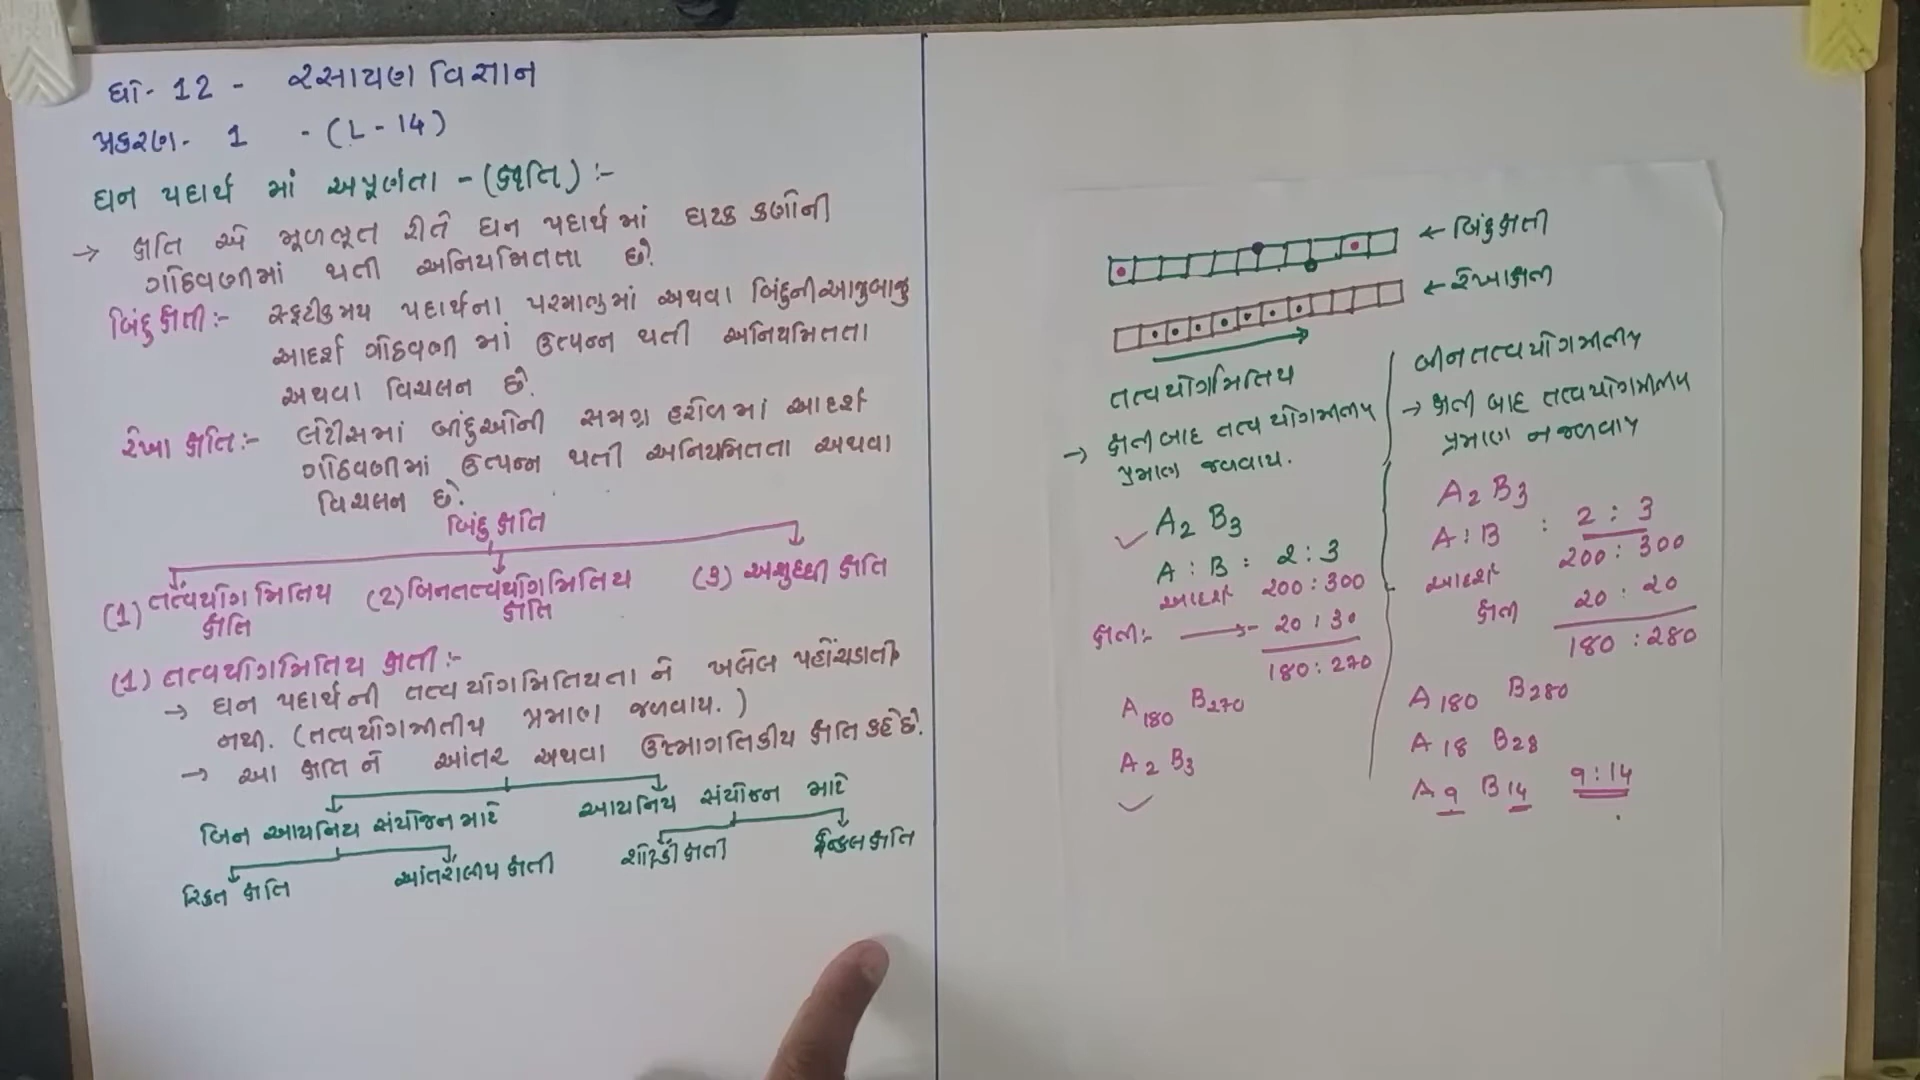 ધો- 12 - રસાયણ વિજ્ઞાન
પ્રકરણ- 1 - (L-14)
ઘન પદાર્થ માં અપૂર્ણતા - (ક્ષતિ) :-
→ ક્ષતિ એ મૂળભૂત રીતે ઘન પદાર્થ માં ઘટક કણોની
ગોઠવણીમાં થતી અનિયમિતતા છે.
બિંદુ ક્ષતી :- સ્ફટીકમય પદાર્થના પરમાણુમાં અથવા બિંદુની આજુબાજુ
આદર્શ ગોઠવણી માં ઉત્પન્ન થતી અનિયમિતતા
અથવા વિચલન છે.
રેખા ક્ષતિ :- લેટીસમાં બીંદુઓની સમગ્ર હરોળમાં આદર્શ
ગોઠવણીમાં ઉત્પન્ન થતી અનિયમિતતા અથવા
વિચલન છે.
બિંદુ ક્ષતિ
(1) તત્વયોગમિતિય ક્ષતિ (2) બિનતત્વયોગમિતિય ક્ષતિ (3) અશુધ્ધી ક્ષતિ
(1) તત્વયોગમિતિય ક્ષતી :-
→ ઘન પદાર્થની તત્વયોગમિતિયતા ને ખલેલ પહોંચડાતી
નથી. (તત્વયોગમીતીય પ્રમાણ જળવાય.)
→ આ ક્ષતિ ને આંતર અથવા ઉષ્માગતિકીય ક્ષતિ કહે છે.
બિન આયનિય સંયોજન માટે આયનિય સંયોજન માટે
રિક્ત ક્ષતિ આંતરાલીય ક્ષતી શોટ્કી ક્ષતી ફ્રેન્કલ ક્ષતિ
← બિંદુક્ષતી
← રેખાક્ષતી
તત્વયોગમિતિય
→ ક્ષતી બાદ તત્વ યોગમીતીય
પ્રમાણ જળવાય.
✓ A2 B3
A : B : 2 : 3
આદર્શ 200 : 300
ક્ષતી :- → - 20 : 30
180 : 270
A180 B270
A2 B3
✓
બીનતત્વયોગમીતીય
→ ક્ષતી બાદ તત્વયોગમીતીય
પ્રમાણ ન જળવાય
A2 B3
A : B : 2 : 3
આદર્શ 200 : 300
ક્ષતી 20 : 20
180 : 280
A180 B280
A18 B28
A9 B14 9:14